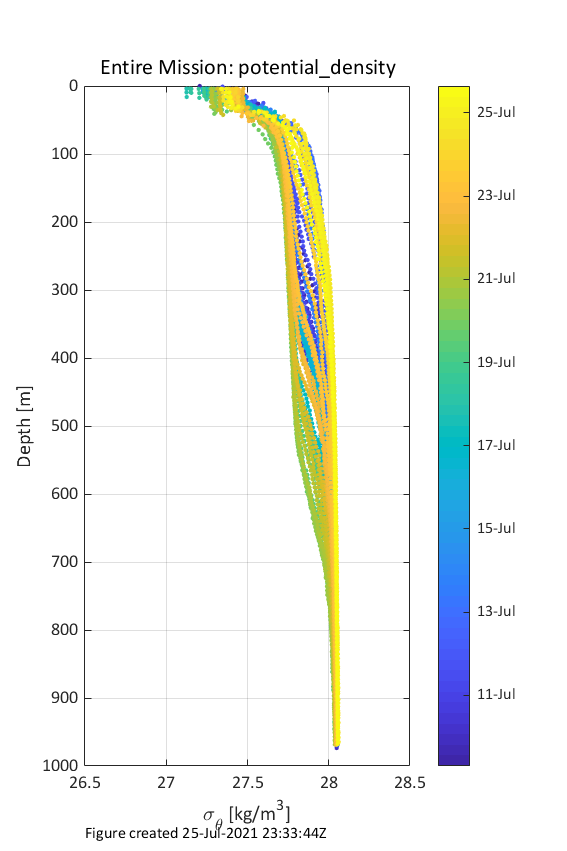 Entire Mission: potential_density
Depth [m]
0
100
200
300
400
500
600
700
800
900
1000
26.5 27 27.5 28 28.5
σθ [kg/m³]
25-Jul
23-Jul
21-Jul
19-Jul
17-Jul
15-Jul
13-Jul
11-Jul
Figure created 25-Jul-2021 23:33:44Z